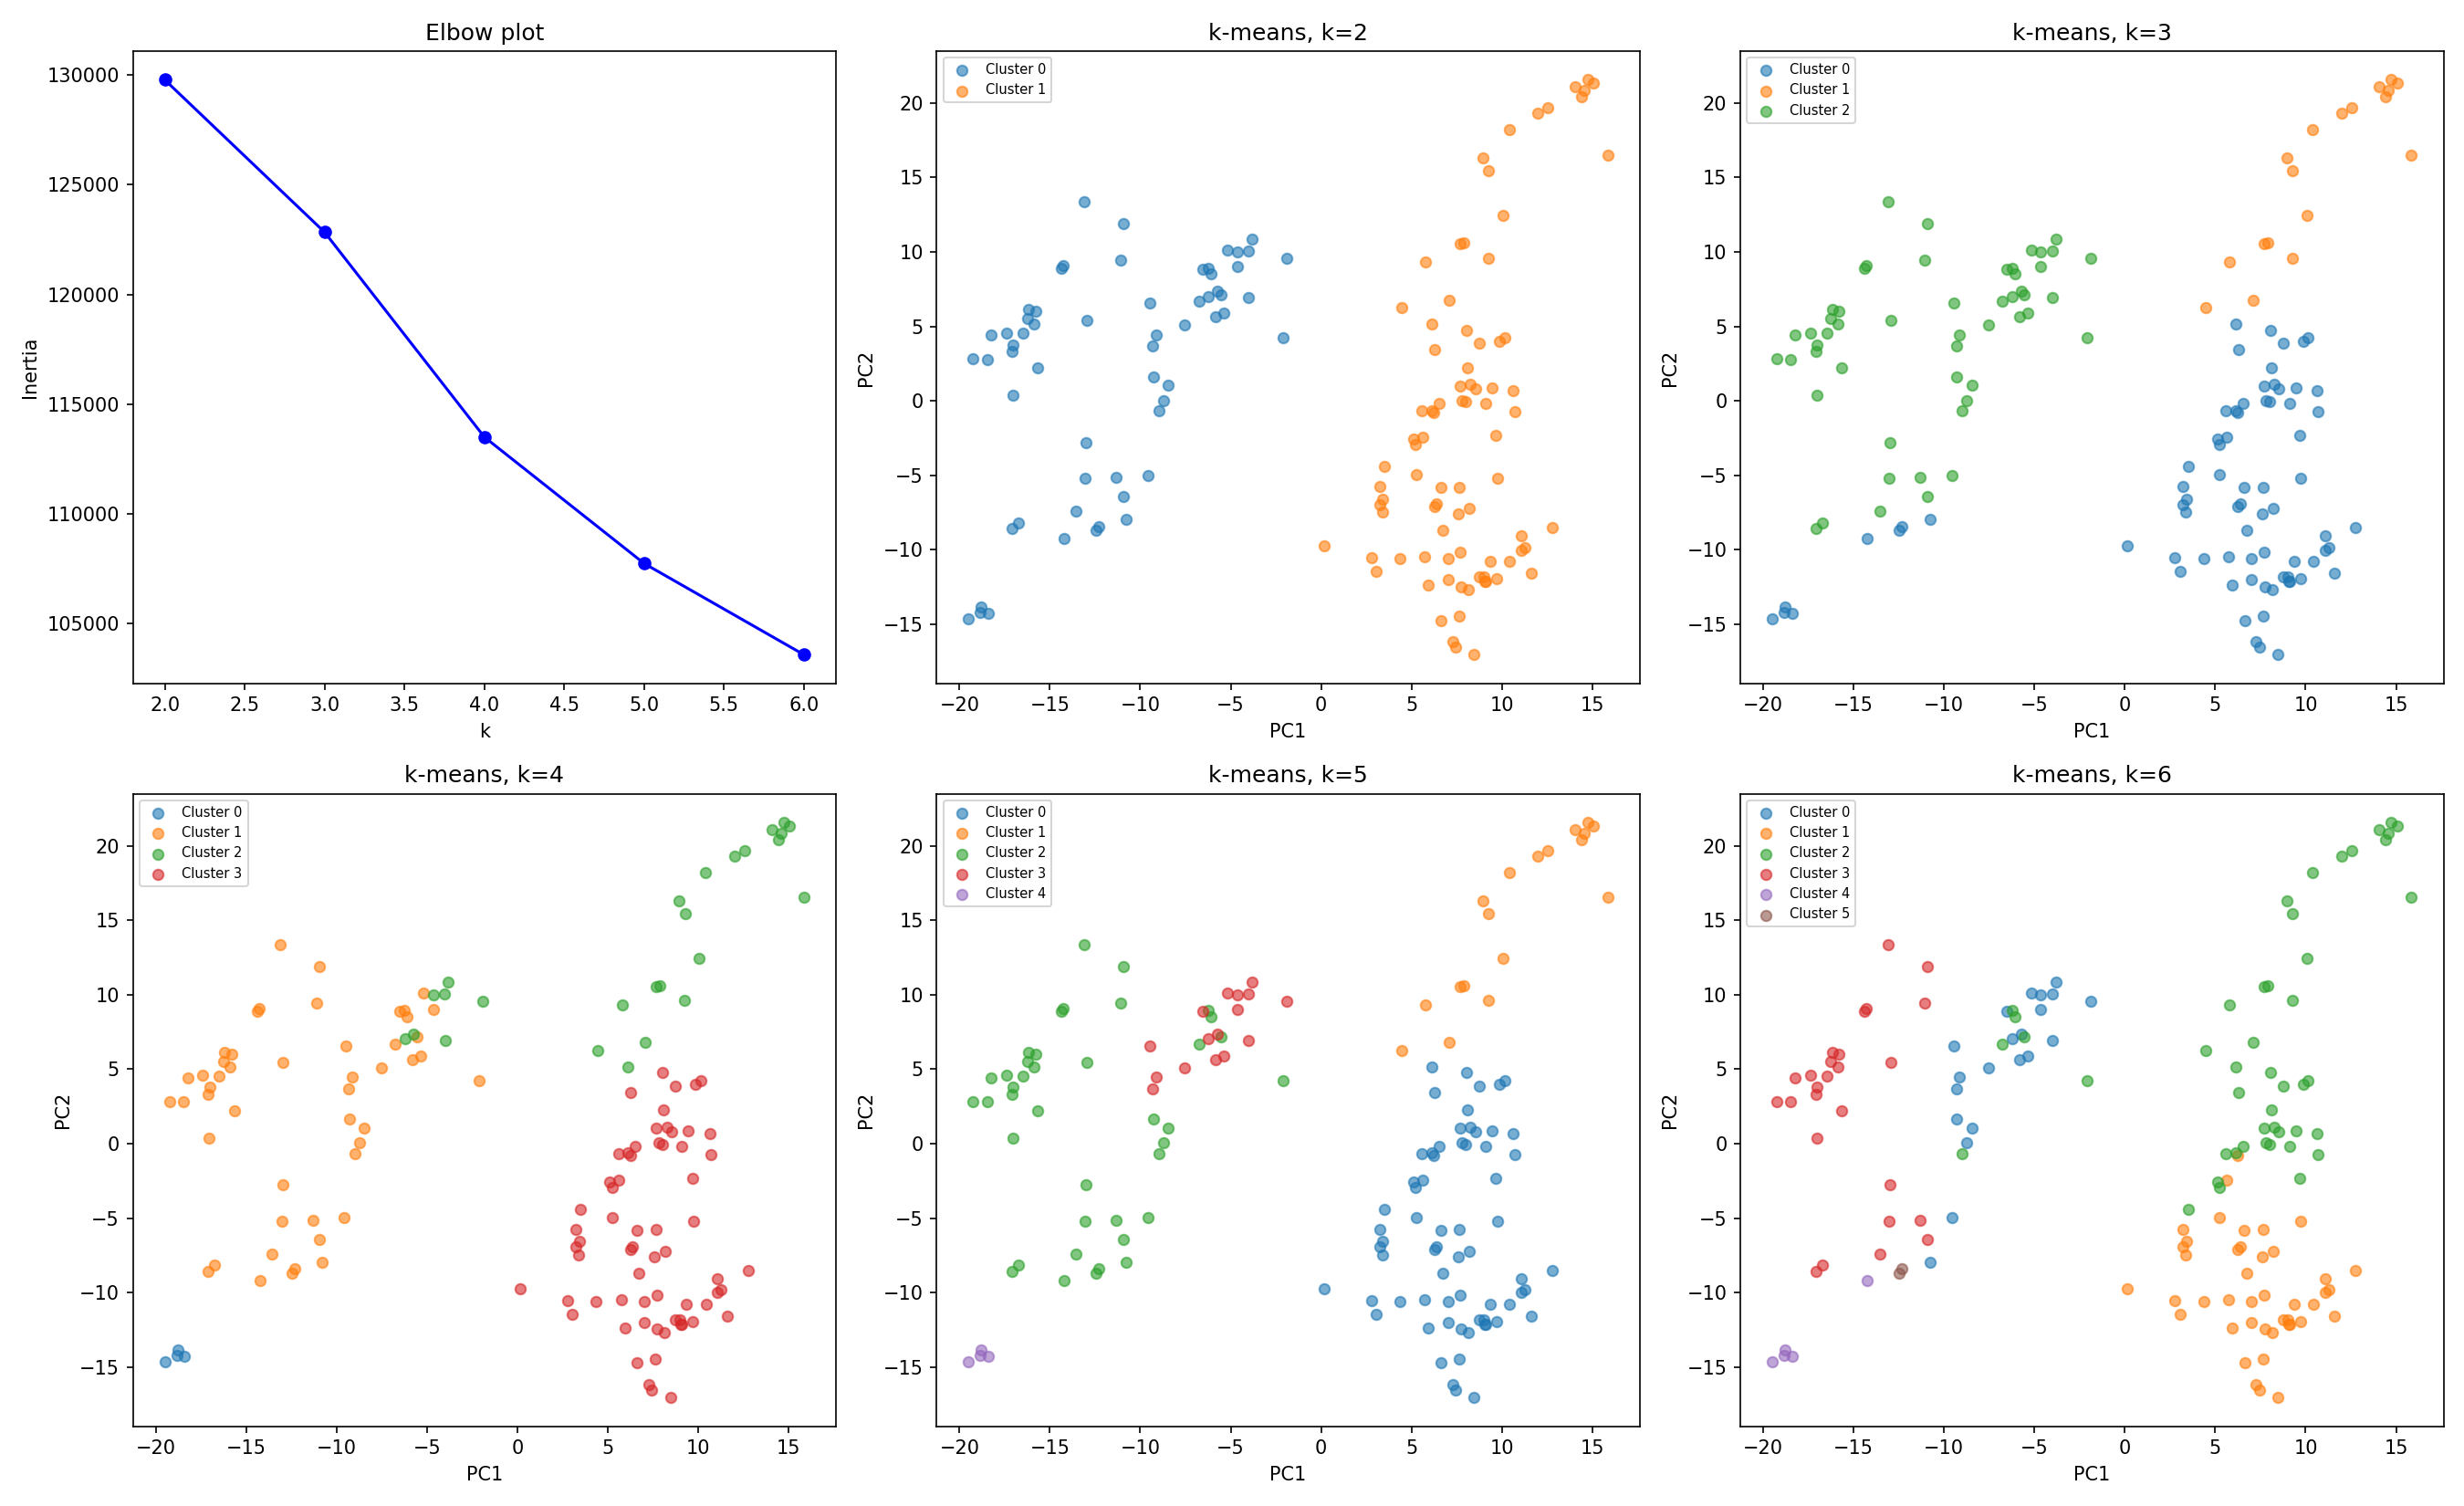 Elbow plot
130000
125000
120000
115000
110000
105000
Inertia
2.0 2.5 3.0 3.5 4.0 4.5 5.0 5.5 6.0
k
k-means, k=2
Cluster 0
Cluster 1
20
15
10
5
0
−5
−10
−15
PC2
−20 −15 −10 −5 0 5 10 15
PC1
k-means, k=3
Cluster 0
Cluster 1
Cluster 2
20
15
10
5
0
−5
−10
−15
PC2
−20 −15 −10 −5 0 5 10 15
PC1
k-means, k=4
Cluster 0
Cluster 1
Cluster 2
Cluster 3
20
15
10
5
0
−5
−10
−15
PC2
−20 −15 −10 −5 0 5 10 15
PC1
k-means, k=5
Cluster 0
Cluster 1
Cluster 2
Cluster 3
Cluster 4
20
15
10
5
0
−5
−10
−15
PC2
−20 −15 −10 −5 0 5 10 15
PC1
k-means, k=6
Cluster 0
Cluster 1
Cluster 2
Cluster 3
Cluster 4
Cluster 5
20
15
10
5
0
−5
−10
−15
PC2
−20 −15 −10 −5 0 5 10 15
PC1